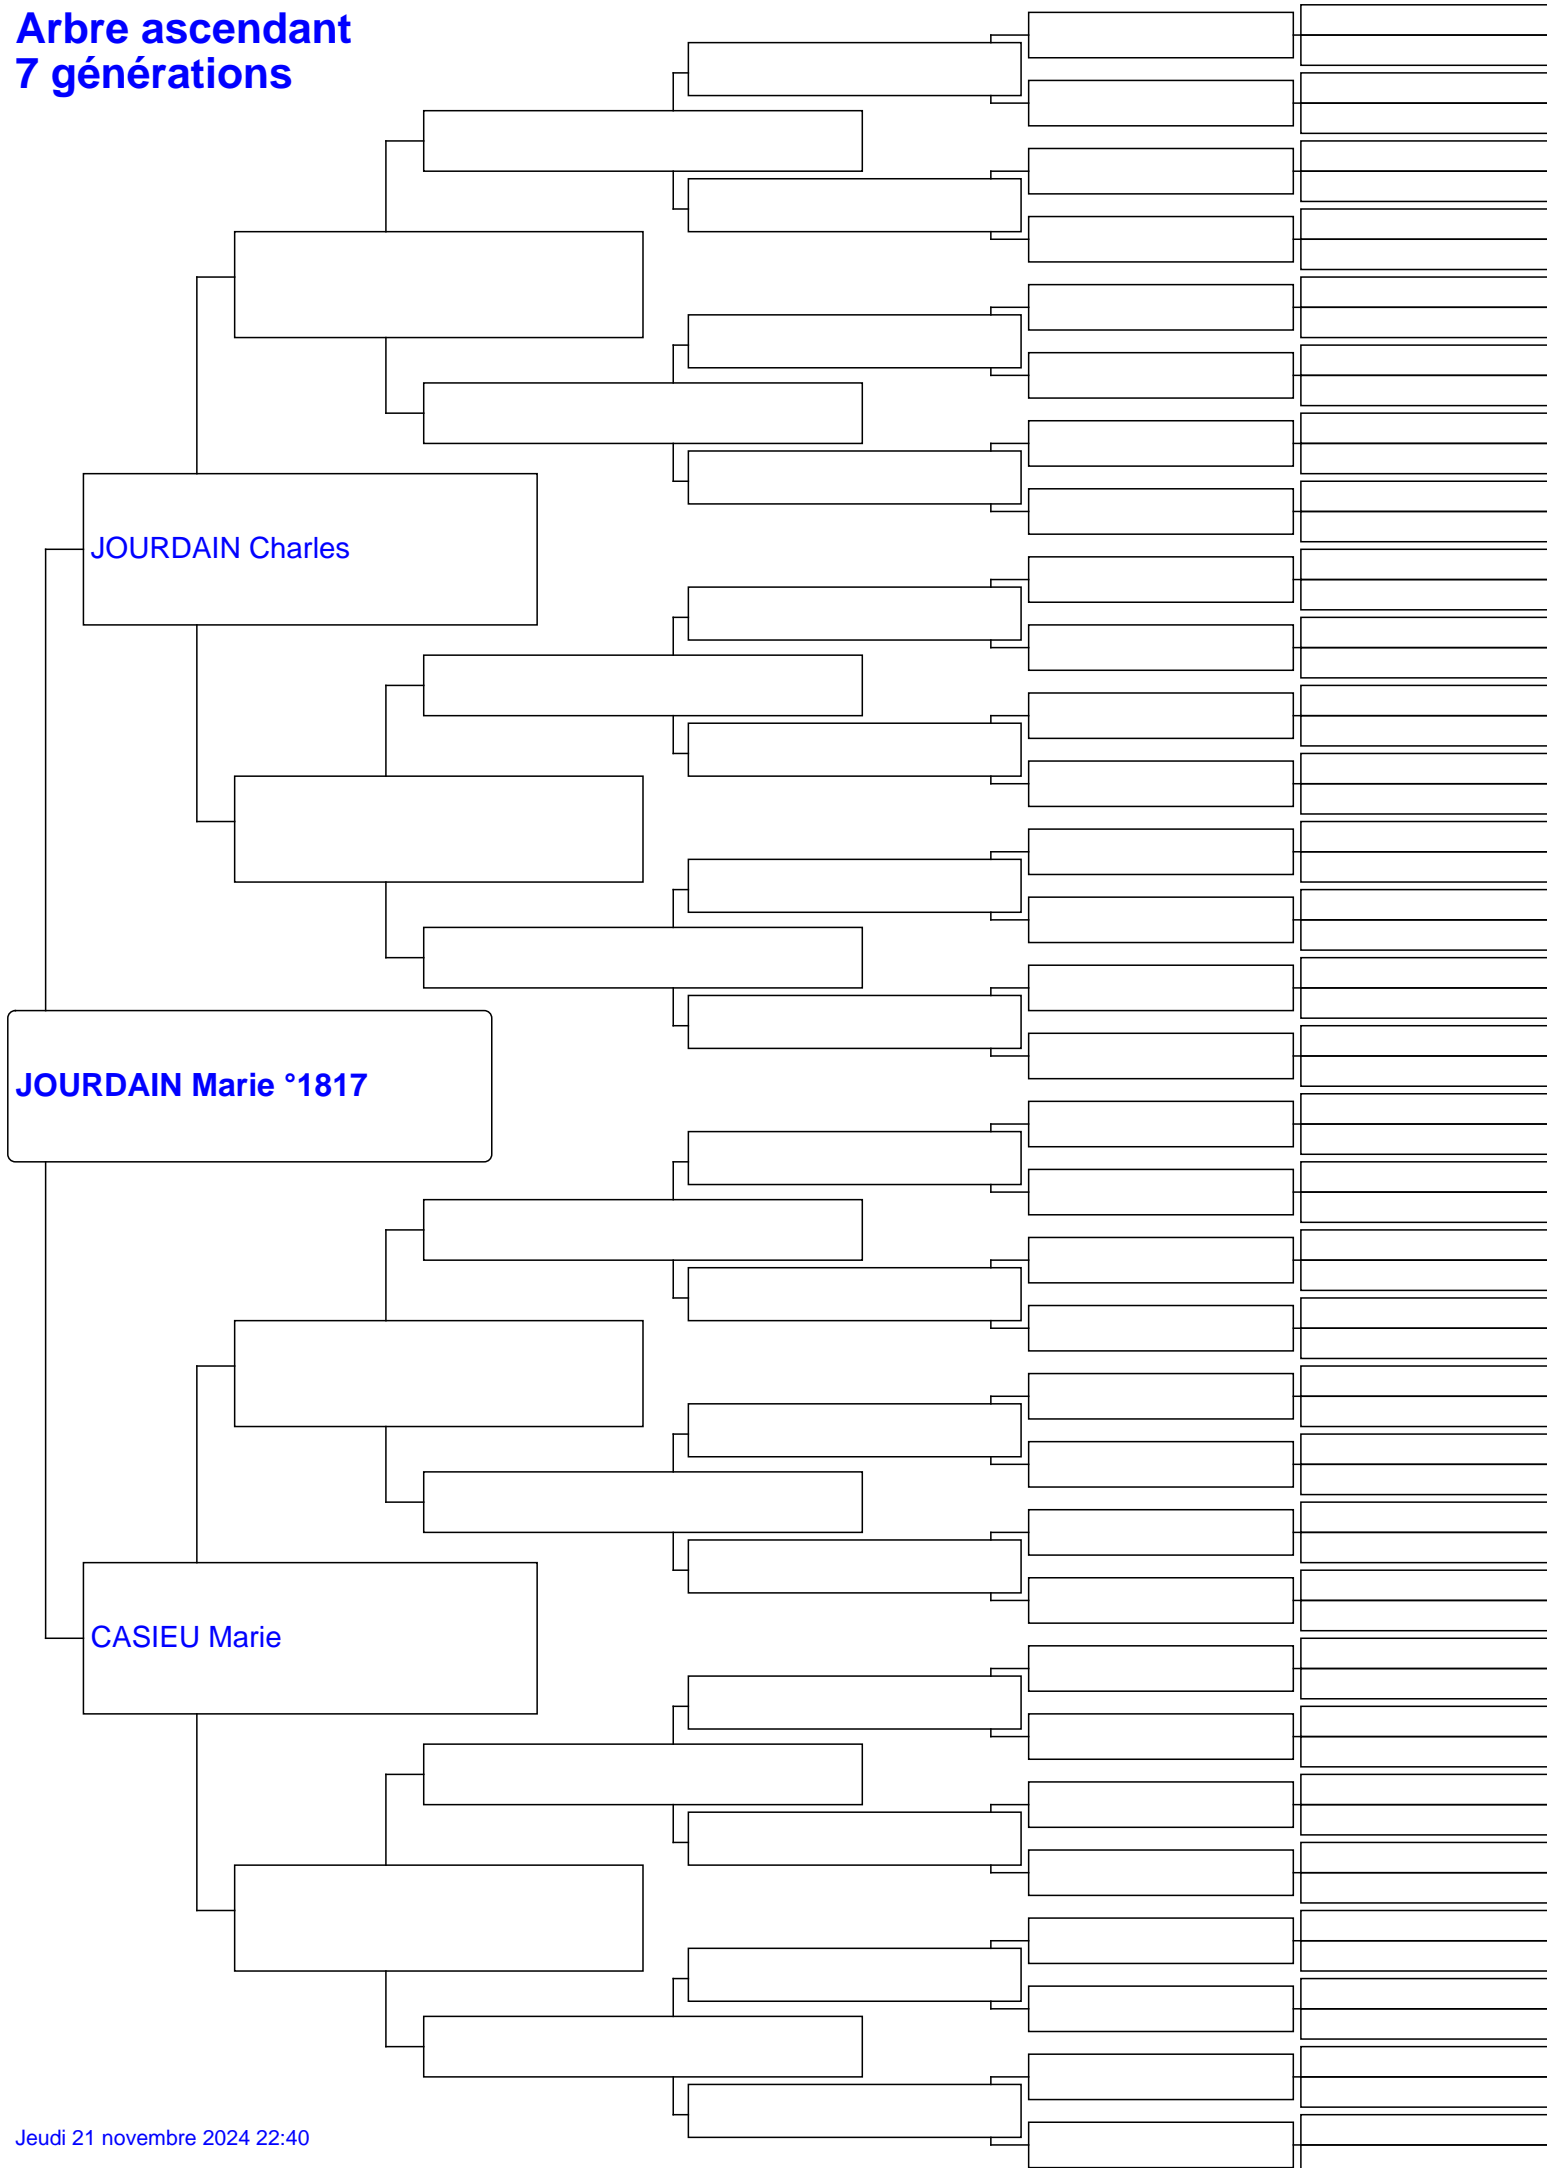 Arbre ascendant
7 générations
JOURDAIN Charles
JOURDAIN Marie °1817
CASIEU Marie
Jeudi 21 novembre 2024 22:40